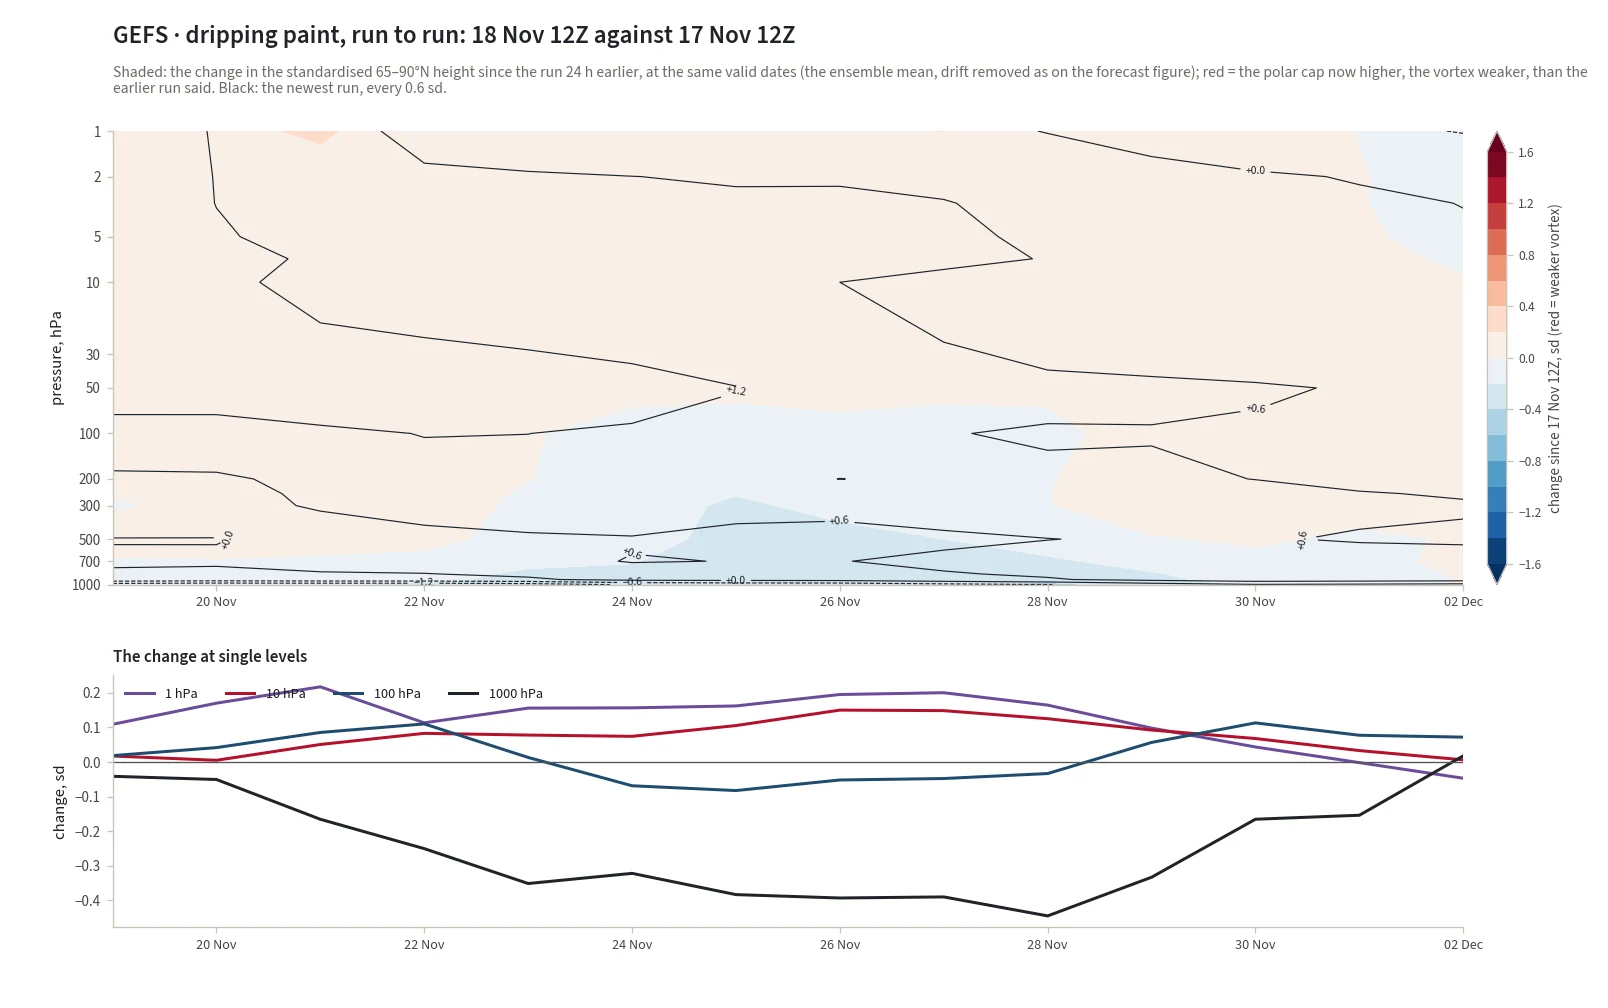 GEFS · dripping paint, run to run: 18 Nov 12Z against 17 Nov 12Z
Shaded: the change in the standardised 65–90°N height since the run 24 h earlier, at the same valid dates (the ensemble mean, drift removed as on the forecast figure); red = the polar cap now higher, the vortex weaker, than the
earlier run said. Black: the newest run, every 0.6 sd.
pressure, hPa
1
2
5
10
30
50
100
200
300
500
700
1000
+0.0
+1.2
+0.6
+0.6
+0.0
+0.6
+0.6
−1.2
−0.6
+0.0
20 Nov
22 Nov
24 Nov
26 Nov
28 Nov
30 Nov
02 Dec
1.6
1.2
0.8
0.4
0.0
−0.4
−0.8
−1.2
−1.6
change since 17 Nov 12Z, sd (red = weaker vortex)
The change at single levels
1 hPa
10 hPa
100 hPa
1000 hPa
change, sd
0.2
0.1
0.0
−0.1
−0.2
−0.3
−0.4
20 Nov
22 Nov
24 Nov
26 Nov
28 Nov
30 Nov
02 Dec